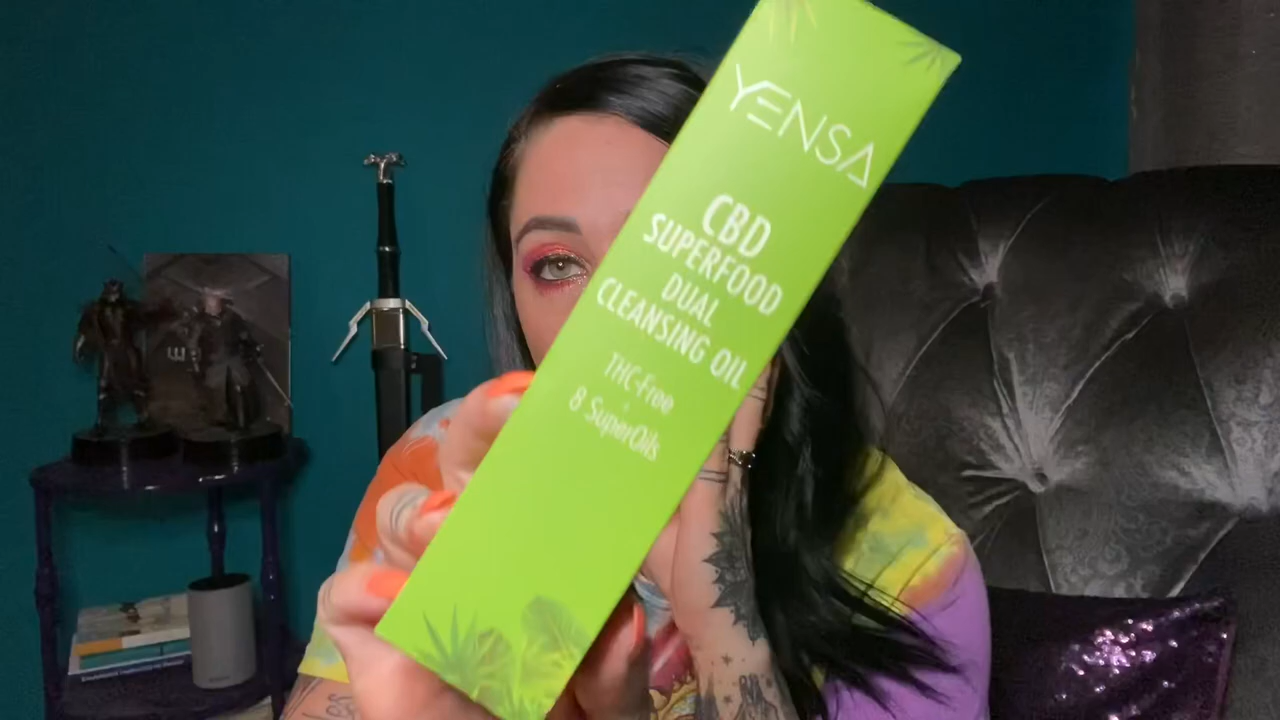 YENSA
CBD
SUPERFOOD
DUAL
CLEANSING OIL
THC-Free
+
8 SuperOils